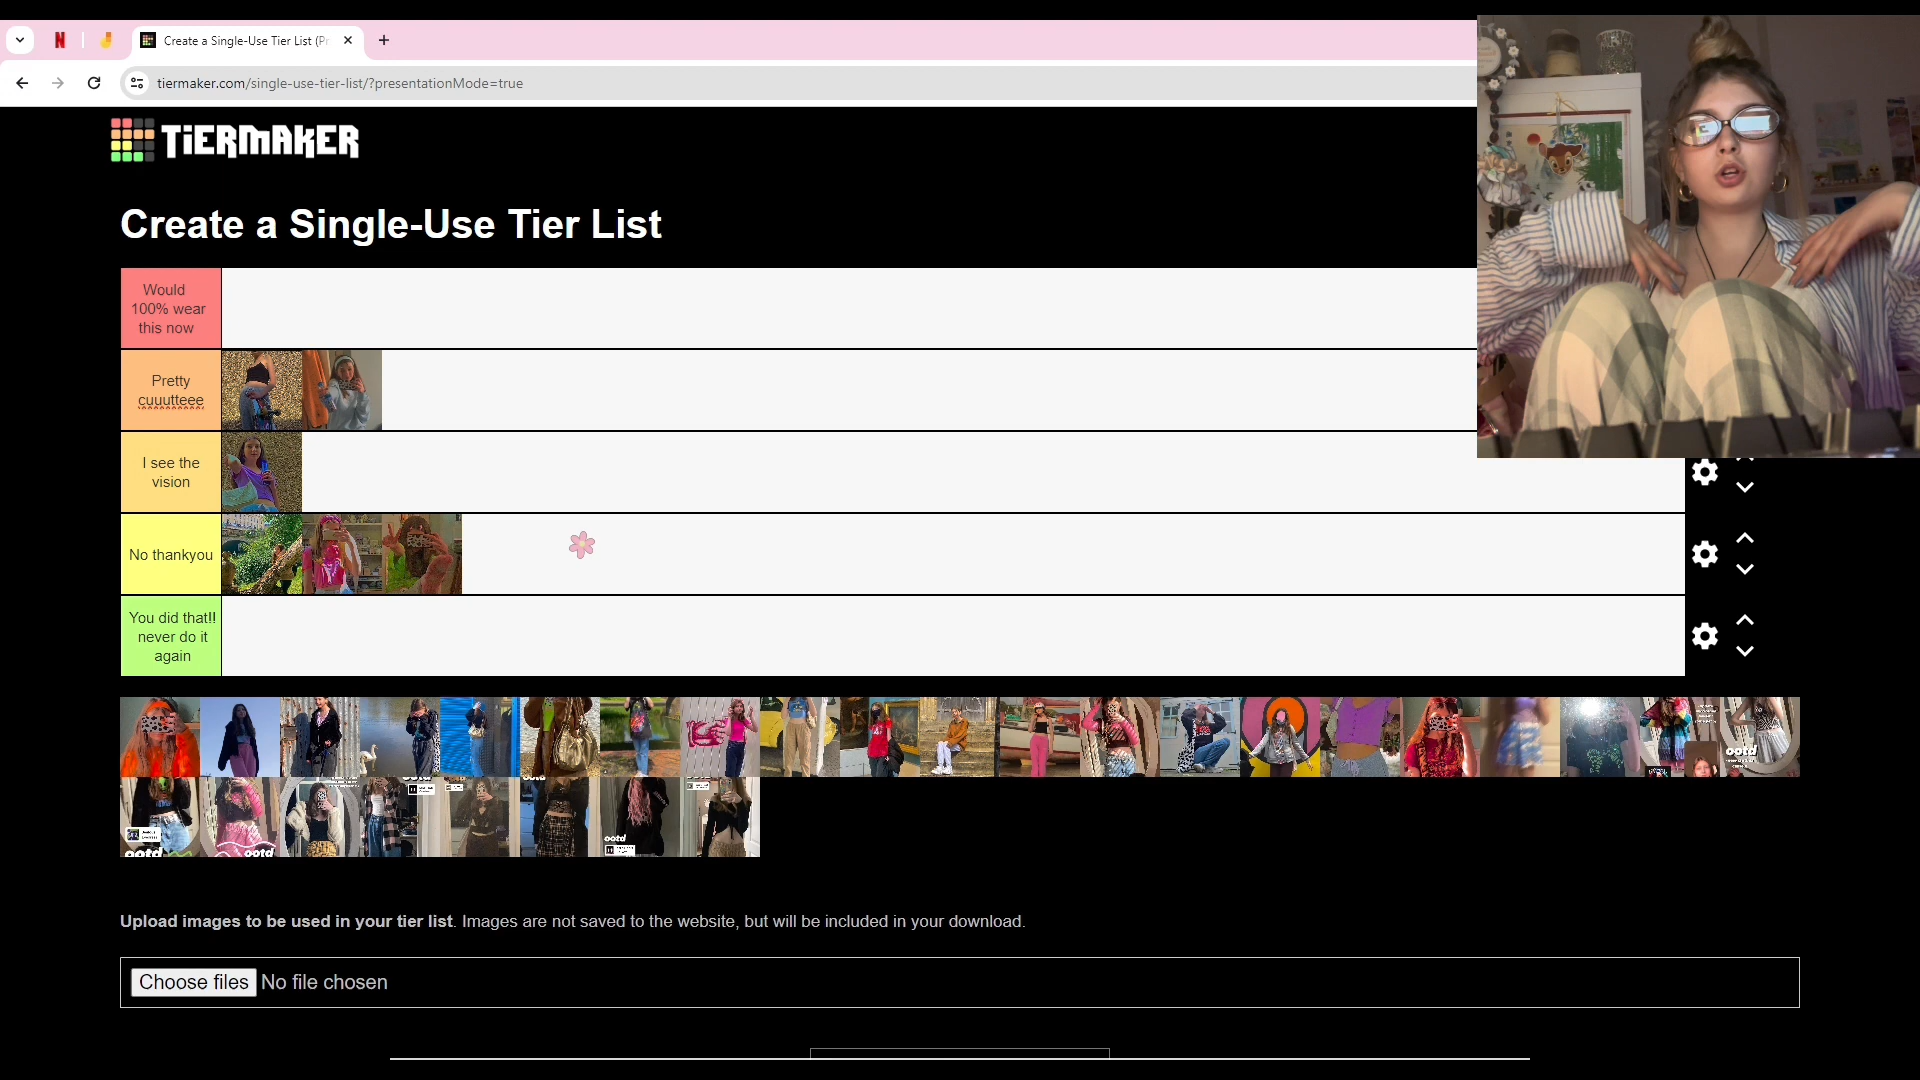 Create a Single-Use Tier List (Pr
tiermaker.com/single-use-tier-list/?presentationMode=true
TiERMAKER
Create a Single-Use Tier List
Would
100% wear
this now
Pretty
cuuutteee
I see the
vision
No thankyou
You did that!!
never do it
again
ootd
ootd
ootd
ootd
Upload images to be used in your tier list. Images are not saved to the website, but will be included in your download.
Choose files No file chosen